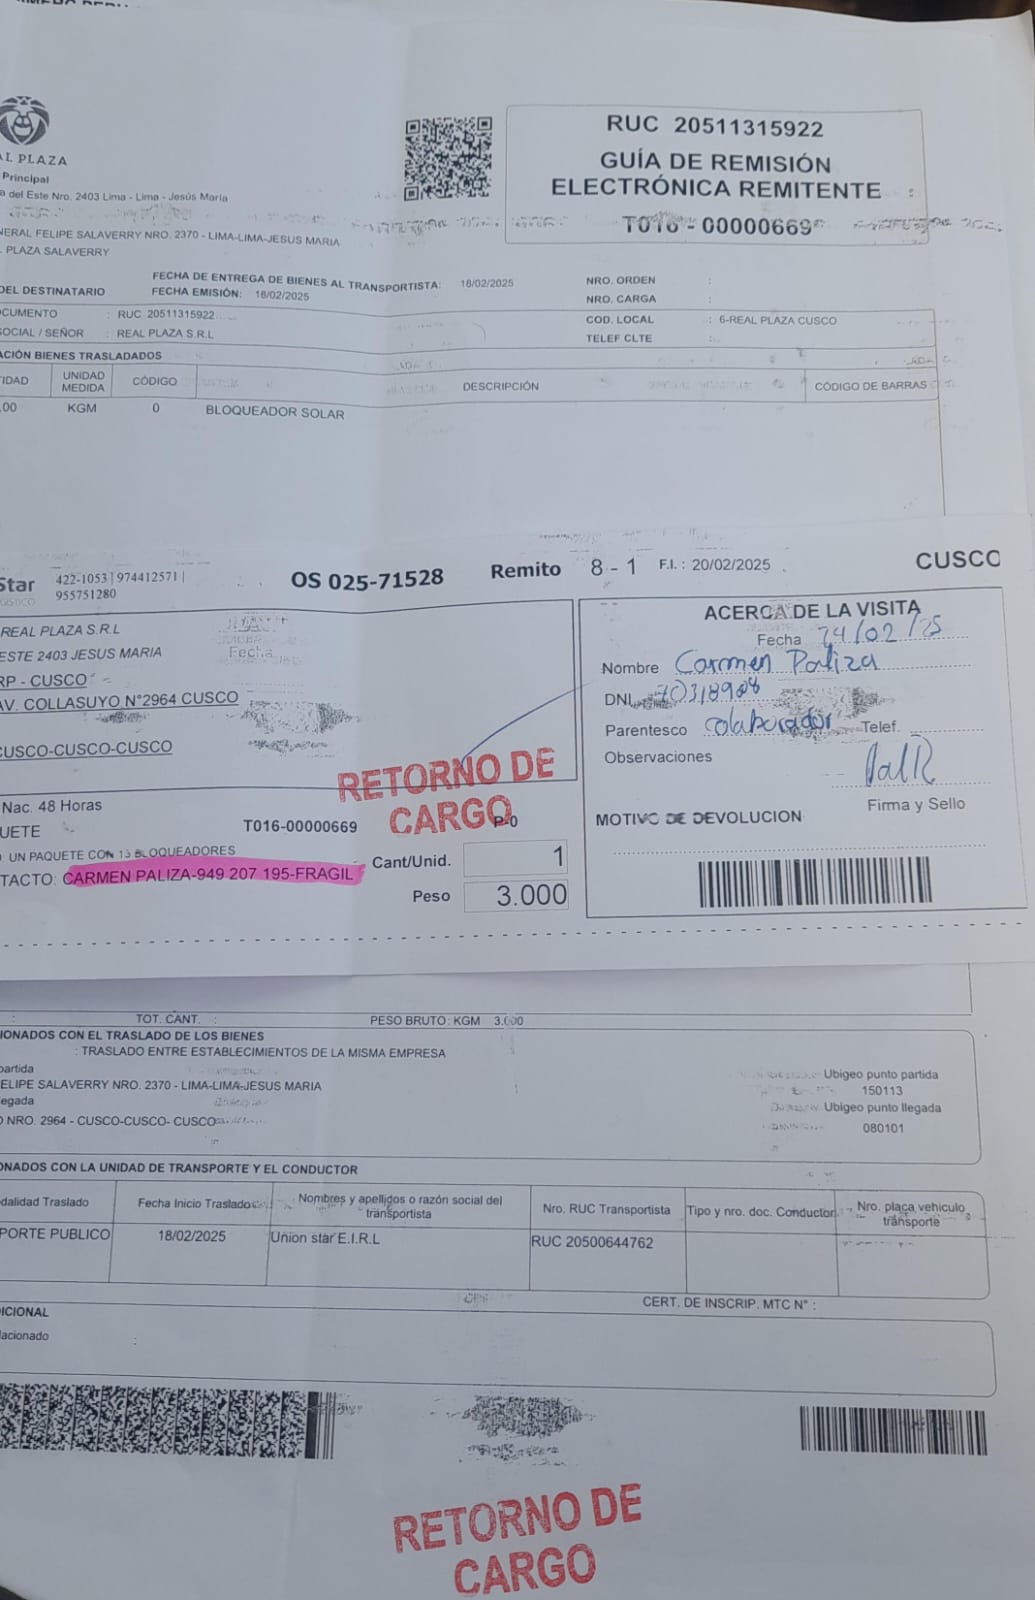 AL PLAZA
Principal
a del Este Nro. 2403 Lima - Lima - Jesús María
NERAL FELIPE SALAVERRY NRO. 2370 - LIMA-LIMA-JESUS MARIA
PLAZA SALAVERRY
RUC 20511315922
GUÍA DE REMISIÓN
ELECTRÓNICA REMITENTE
T016 - 00000669
FECHA DE ENTREGA DE BIENES AL TRANSPORTISTA: 18/02/2025
DEL DESTINATARIO FECHA EMISIÓN: 18/02/2025
NRO. ORDEN :
NRO. CARGA :
OCUMENTO : RUC 20511315922
COD. LOCAL : 6-REAL PLAZA CUSCO
SOCIAL / SEÑOR : REAL PLAZA S.R.L
TELEF CLTE :
ACIÓN BIENES TRASLADADOS
TIDAD UNIDAD MEDIDA CÓDIGO DESCRIPCIÓN CÓDIGO DE BARRAS
.00 KGM 0 BLOQUEADOR SOLAR
Star 422-1053 | 974412571 |
955751280
OS 025-71528 Remito 8 - 1 F.I. : 20/02/2025 CUSCO
REAL PLAZA S.R.L
ESTE 2403 JESUS MARIA
RP - CUSCO
AV. COLLASUYO N°2964 CUSCO
CUSCO-CUSCO-CUSCO
Fecha
ACERCA DE LA VISITA
Fecha 24/02/25
Nombre Carmen Paliza
DNI 70318908
Parentesco colaborador Telef.
Observaciones
Firma y Sello
MOTIVO DE DEVOLUCION
RETORNO DE
CARGO
Nac. 48 Horas
UETE T016-00000669 P-0
UN PAQUETE CON 13 BLOQUEADORES
TACTO: CARMEN PALIZA-949 207 195-FRAGIL
Cant/Unid. 1
Peso 3.000
TOT. CANT. : PESO BRUTO: KGM 3.000
IONADOS CON EL TRASLADO DE LOS BIENES
: TRASLADO ENTRE ESTABLECIMIENTOS DE LA MISMA EMPRESA
partida
ELIPE SALAVERRY NRO. 2370 - LIMA-LIMA-JESUS MARIA
legada
O NRO. 2964 - CUSCO-CUSCO- CUSCO
Ubigeo punto partida
150113
Ubigeo punto llegada
080101
ONADOS CON LA UNIDAD DE TRANSPORTE Y EL CONDUCTOR
dalidad Traslado Fecha Inicio Traslado Nombres y apellidos o razón social del transportista Nro. RUC Transportista Tipo y nro. doc. Conductor Nro. placa vehiculo transporte
PORTE PUBLICO 18/02/2025 Union star E.I.R.L RUC 20500644762
CERT. DE INSCRIP. MTC N° :
DICIONAL
lacionado :
RETORNO DE
CARGO